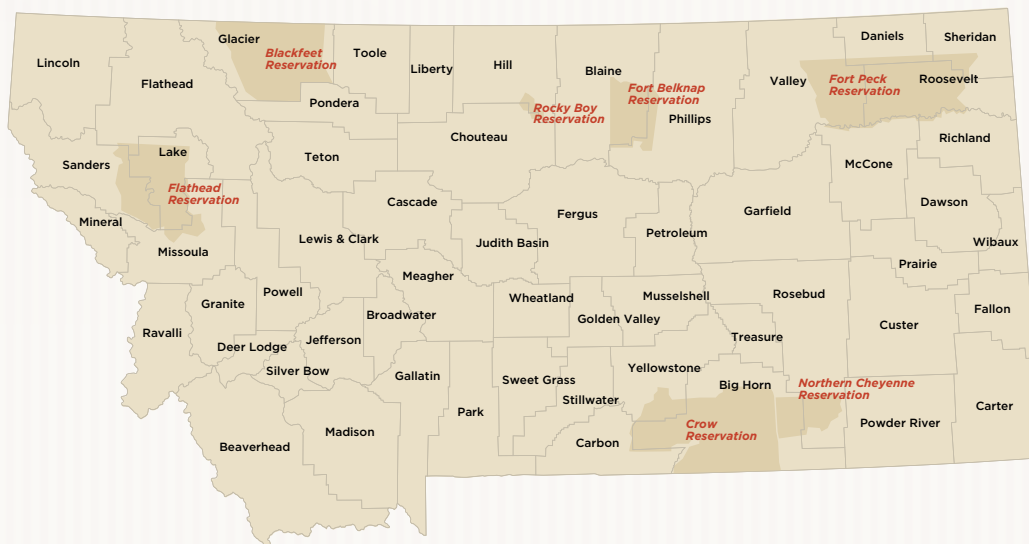 Lincoln
Flathead
Glacier
Blackfeet
Reservation
Toole
Liberty
Hill
Blaine
Fort Belknap
Reservation
Phillips
Valley
Daniels
Sheridan
Fort Peck
Reservation
Roosevelt
Pondera
Rocky Boy
Reservation
Chouteau
Richland
McCone
Sanders
Lake
Teton
Flathead
Reservation
Cascade
Fergus
Garfield
Dawson
Mineral
Missoula
Lewis & Clark
Judith Basin
Petroleum
Wibaux
Prairie
Meagher
Granite
Powell
Broadwater
Wheatland
Musselshell
Golden Valley
Rosebud
Fallon
Custer
Ravalli
Deer Lodge
Jefferson
Treasure
Silver Bow
Gallatin
Sweet Grass
Yellowstone
Big Horn
Northern Cheyenne
Reservation
Stillwater
Park
Carter
Beaverhead
Madison
Carbon
Crow
Reservation
Powder River